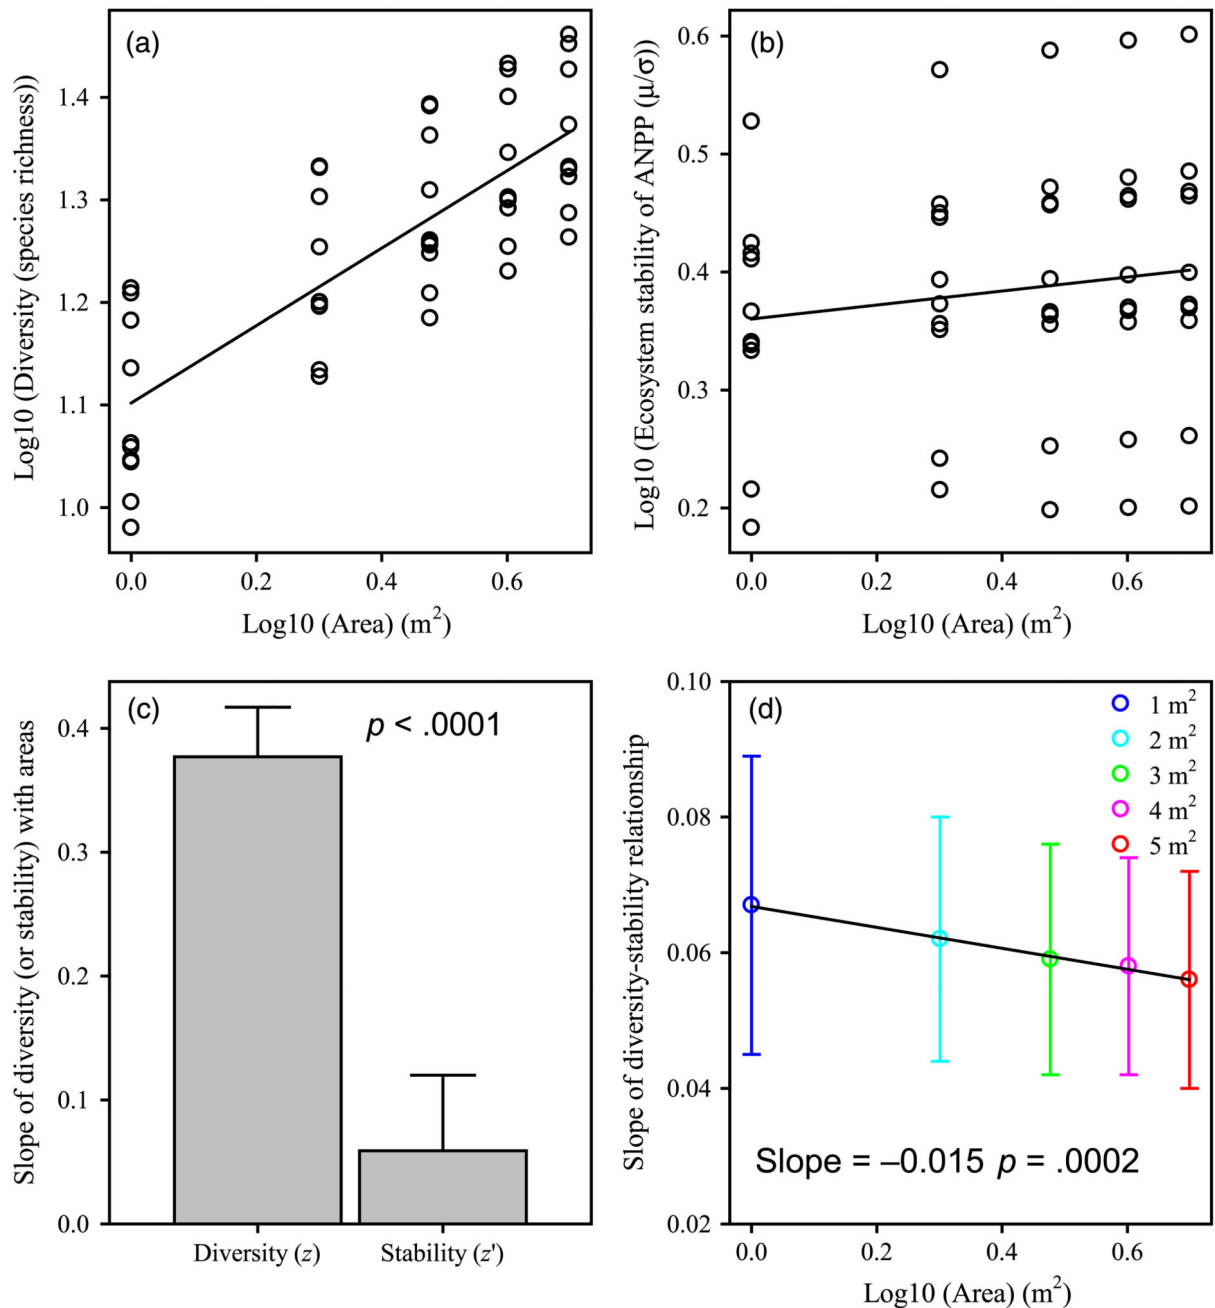 (a)
Log10 (Diversity (species richness))
1.4
1.3
1.2
1.1
1.0
0.0 0.2 0.4 0.6
Log10 (Area) (m²)
(b)
Log10 (Ecosystem stability of ANPP (μ/σ))
0.6
0.5
0.4
0.3
0.2
0.0 0.2 0.4 0.6
Log10 (Area) (m²)
(c)
p < .0001
Slope of diversity (or stability) with areas
0.4
0.3
0.2
0.1
0.0
Diversity (z) Stability (z')
(d)
Slope of diversity-stability relationship
0.10
0.08
0.06
0.04
0.02
1 m²
2 m²
3 m²
4 m²
5 m²
Slope = –0.015 p = .0002
0.0 0.2 0.4 0.6
Log10 (Area) (m²)